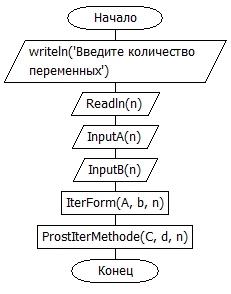 Начало
writeln('Введите количество
переменных')
Readln(n)
InputA(n)
InputB(n)
IterForm(A, b, n)
ProstIterMethode(C, d, n)
Конец